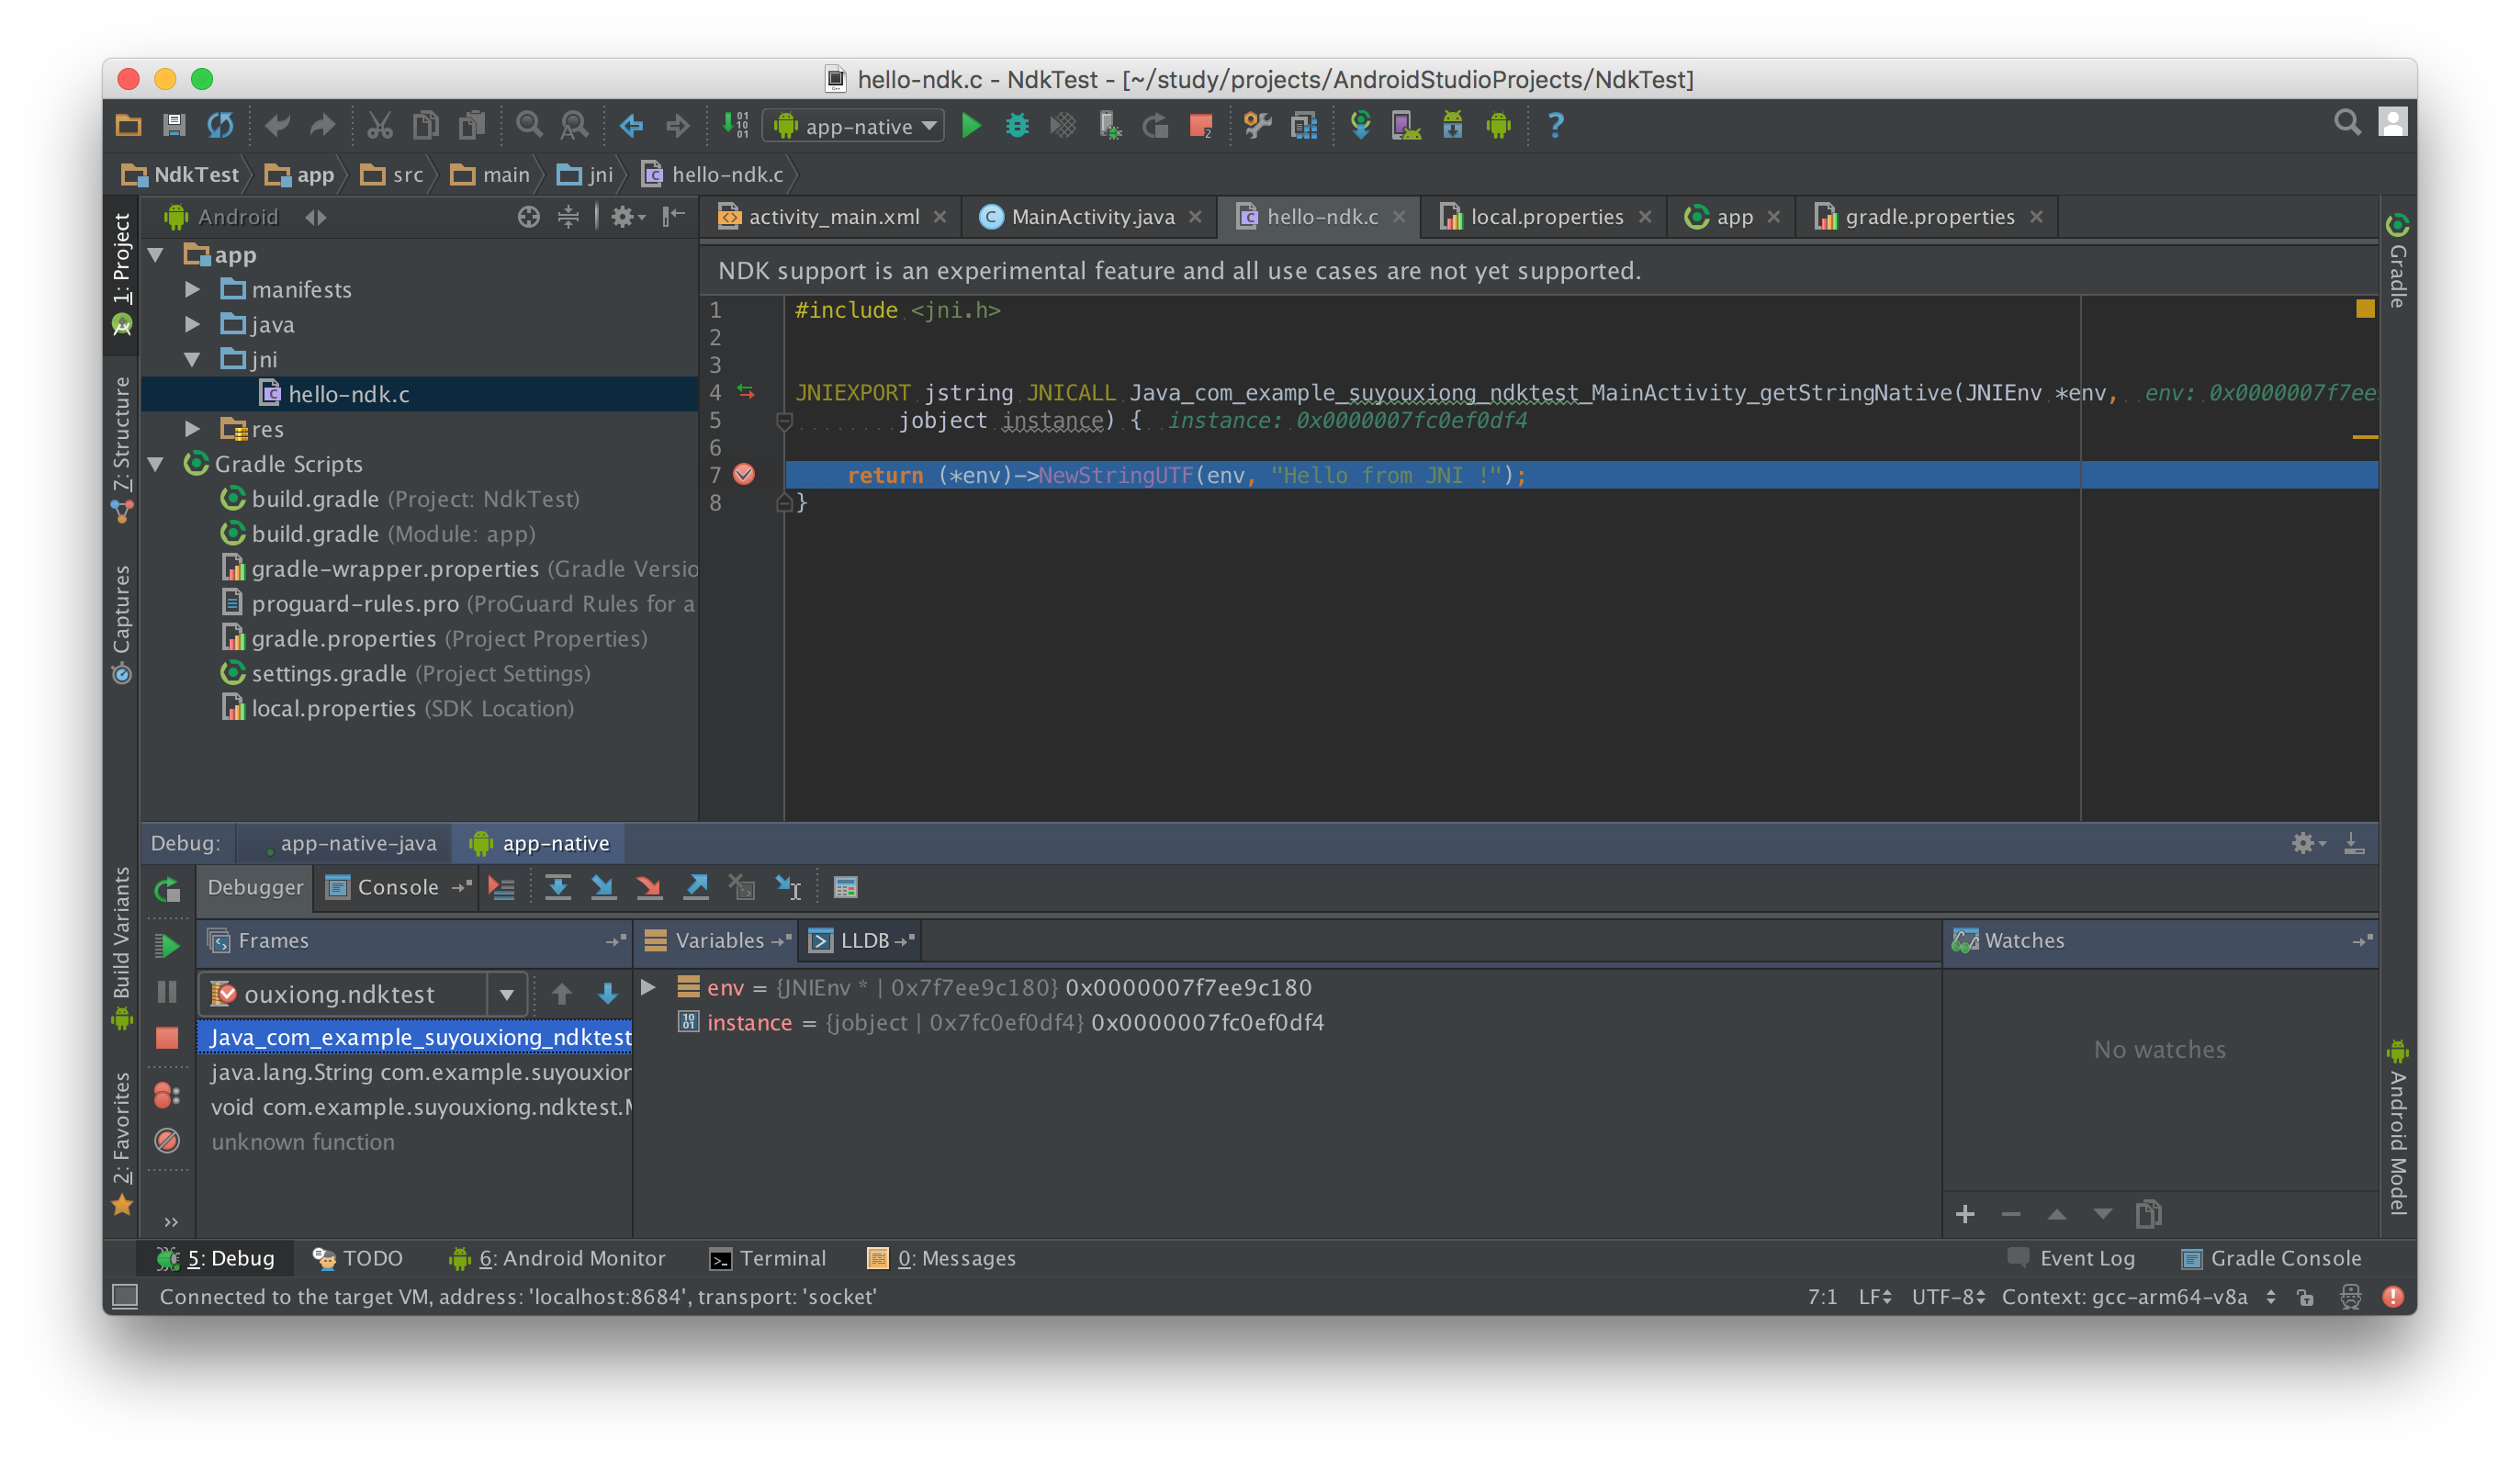 hello-ndk.c - NdkTest - [~/study/projects/AndroidStudioProjects/NdkTest]
app-native
NdkTest app src main jni hello-ndk.c
Android
activity_main.xml MainActivity.java hello-ndk.c local.properties app gradle.properties
NDK support is an experimental feature and all use cases are not yet supported.
1: Project
7: Structure
Captures
Build Variants
2: Favorites
app
manifests
java
jni
hello-ndk.c
res
Gradle Scripts
build.gradle (Project: NdkTest)
build.gradle (Module: app)
gradle-wrapper.properties (Gradle Versio
proguard-rules.pro (ProGuard Rules for a
gradle.properties (Project Properties)
settings.gradle (Project Settings)
local.properties (SDK Location)
1 #include <jni.h>
2
3
4 JNIEXPORT jstring JNICALL Java_com_example_suyouxiong_ndktest_MainActivity_getStringNative(JNIEnv *env, env: 0x0000007f7ee
5 jobject instance) { instance: 0x0000007fc0ef0df4
6
7 return (*env)->NewStringUTF(env, "Hello from JNI !");
8 }
Gradle
Android Model
Debug: app-native-java app-native
Debugger Console
Frames Variables LLDB Watches
ouxiong.ndktest
Java_com_example_suyouxiong_ndktest
java.lang.String com.example.suyouxior
void com.example.suyouxiong.ndktest.M
unknown function
env = {JNIEnv * | 0x7f7ee9c180} 0x0000007f7ee9c180
instance = {jobject | 0x7fc0ef0df4} 0x0000007fc0ef0df4
No watches
5: Debug TODO 6: Android Monitor Terminal 0: Messages Event Log Gradle Console
Connected to the target VM, address: 'localhost:8684', transport: 'socket' 7:1 LF UTF-8 Context: gcc-arm64-v8a